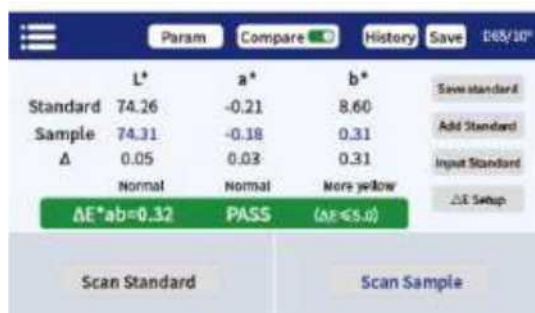 Param Compare History Save D65/10°
L* a* b*
Standard 74.26 -0.21 8.60
Sample 74.31 -0.18 0.31
Δ 0.05 0.03 0.31
Normal Normal More yellow
ΔE*ab=0.32 PASS (ΔE≤5.0)
Save standard
Add Standard
Input Standard
ΔE Setup
Scan Standard Scan Sample